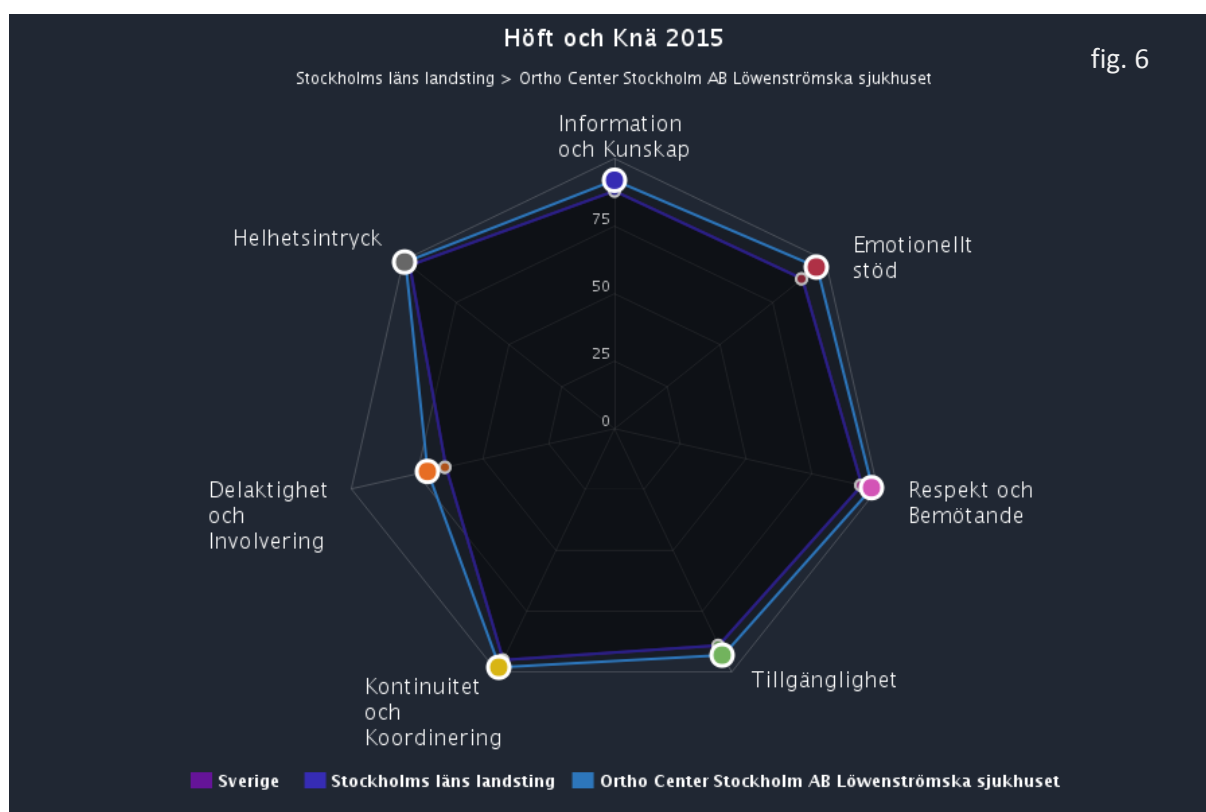 Höft och Knä 2015
fig. 6
Stockholms läns landsting > Ortho Center Stockholm AB Löwenströmska sjukhuset
Information
och Kunskap
Helhetsintryck
Emotionellt
stöd
75
50
25
0
Delaktighet
och
Involvering
Respekt och
Bemötande
Kontinuitet
och
Koordinering
Tillgänglighet
Sverige Stockholms läns landsting Ortho Center Stockholm AB Löwenströmska sjukhuset